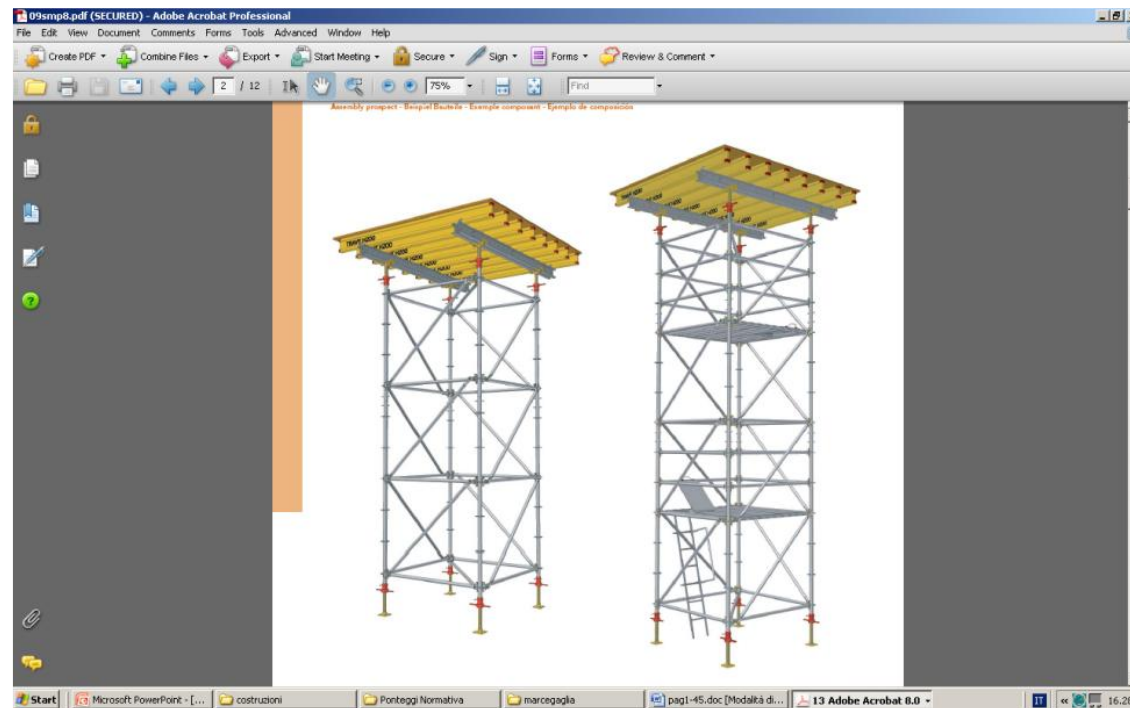 09smp8.pdf (SECURED) - Adobe Acrobat Professional
File Edit View Document Comments Forms Tools Advanced Window Help
Create PDF Combine Files Export Start Meeting Secure Sign Forms Review & Comment
2 / 12 75% Find
Assembly prospect - Beispiel Bauteile - Exemple composant - Ejemplo de composición
Start Microsoft PowerPoint - [... costruzioni Ponteggi Normativa marcegaglia pag1-45.doc [Modalità di... 13 Adobe Acrobat 8.0 IT 16.28